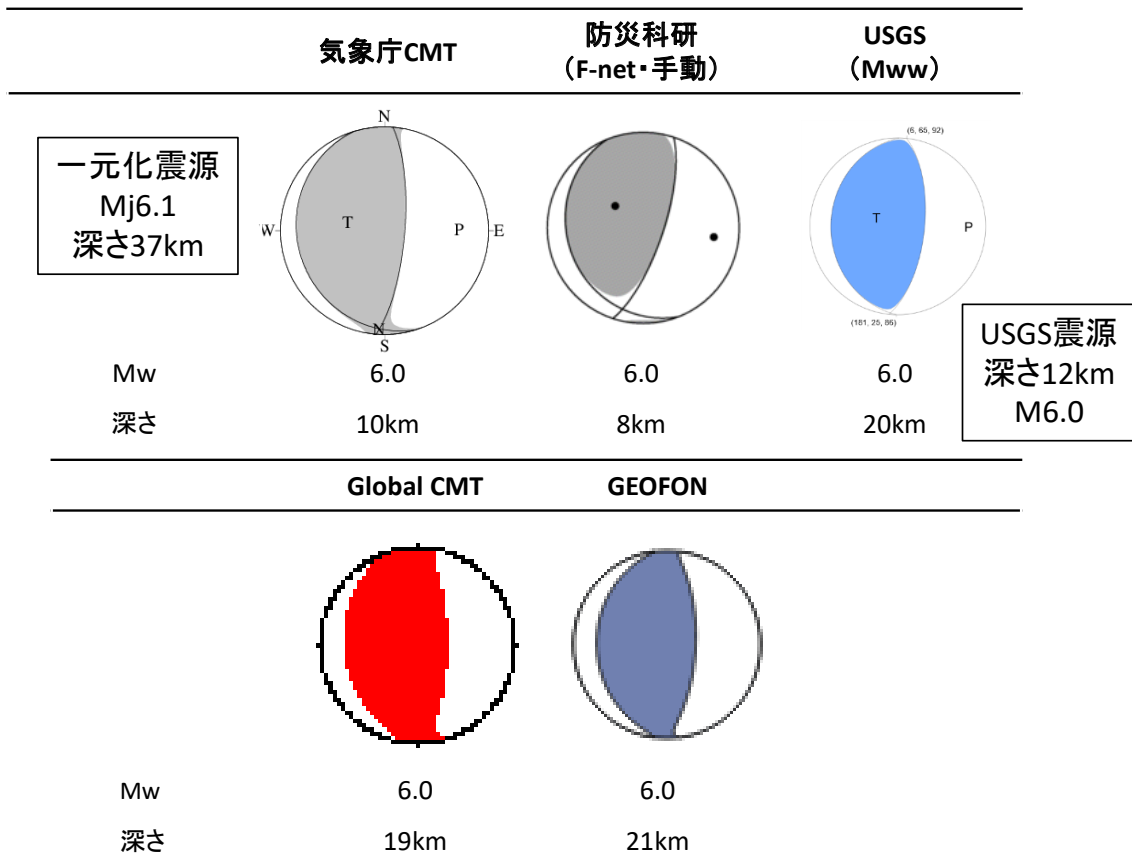 気象庁CMT
防災科研
（F-net・手動）
USGS
（Mww）
一元化震源
Mj6.1
深さ37km
N
W
T
P
E
N
S
(6, 65, 92)
T
P
(181, 25, 86)
USGS震源
深さ12km
M6.0
Mw 6.0 6.0 6.0
深さ 10km 8km 20km
Global CMT GEOFON
Mw 6.0 6.0
深さ 19km 21km